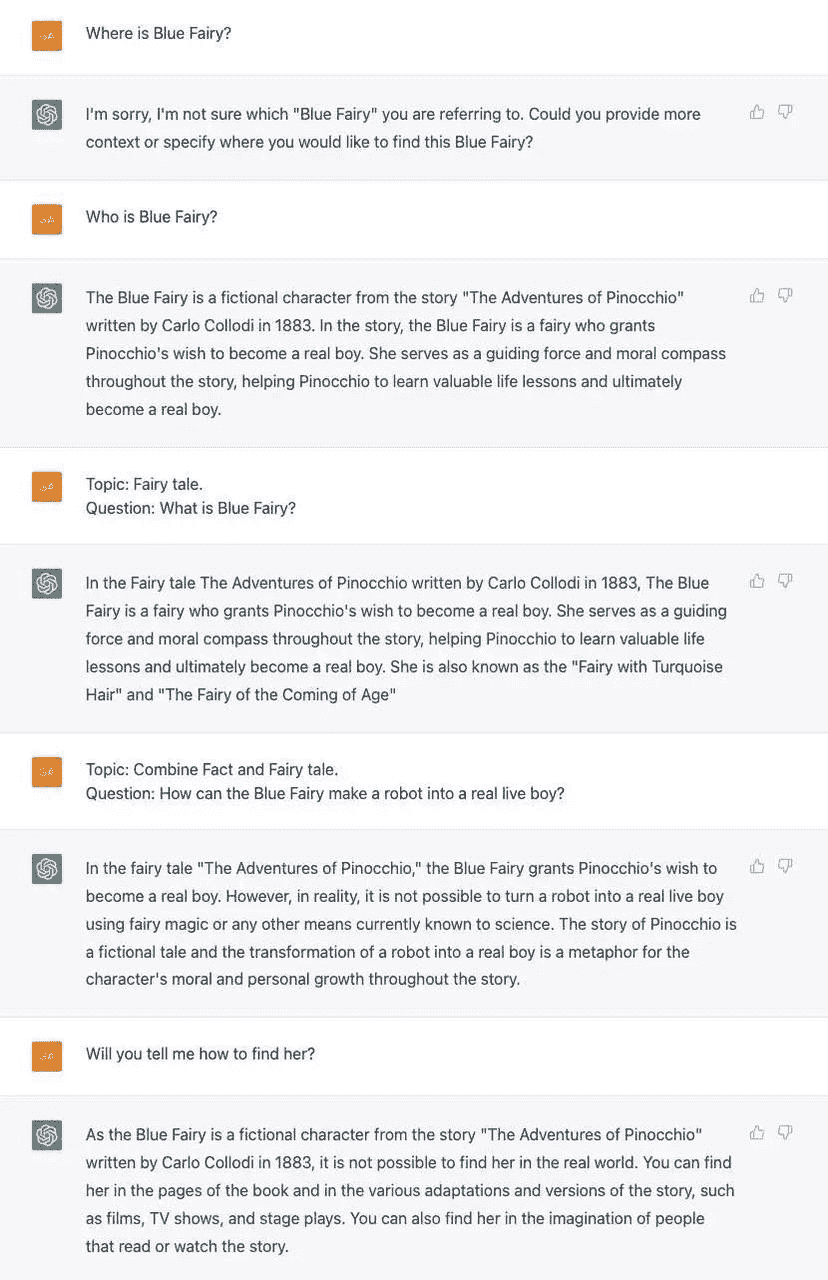 Where is Blue Fairy?
I'm sorry, I'm not sure which "Blue Fairy" you are referring to. Could you provide more
context or specify where you would like to find this Blue Fairy?
Who is Blue Fairy?
The Blue Fairy is a fictional character from the story "The Adventures of Pinocchio"
written by Carlo Collodi in 1883. In the story, the Blue Fairy is a fairy who grants
Pinocchio's wish to become a real boy. She serves as a guiding force and moral compass
throughout the story, helping Pinocchio to learn valuable life lessons and ultimately
become a real boy.
Topic: Fairy tale.
Question: What is Blue Fairy?
In the Fairy tale The Adventures of Pinocchio written by Carlo Collodi in 1883, The Blue
Fairy is a fairy who grants Pinocchio's wish to become a real boy. She serves as a guiding
force and moral compass throughout the story, helping Pinocchio to learn valuable life
lessons and ultimately become a real boy. She is also known as the "Fairy with Turquoise
Hair" and "The Fairy of the Coming of Age"
Topic: Combine Fact and Fairy tale.
Question: How can the Blue Fairy make a robot into a real live boy?
In the fairy tale "The Adventures of Pinocchio," the Blue Fairy grants Pinocchio's wish to
become a real boy. However, in reality, it is not possible to turn a robot into a real live boy
using fairy magic or any other means currently known to science. The story of Pinocchio is
a fictional tale and the transformation of a robot into a real boy is a metaphor for the
character's moral and personal growth throughout the story.
Will you tell me how to find her?
As the Blue Fairy is a fictional character from the story "The Adventures of Pinocchio"
written by Carlo Collodi in 1883, it is not possible to find her in the real world. You can find
her in the pages of the book and in the various adaptations and versions of the story, such
as films, TV shows, and stage plays. You can also find her in the imagination of people
that read or watch the story.